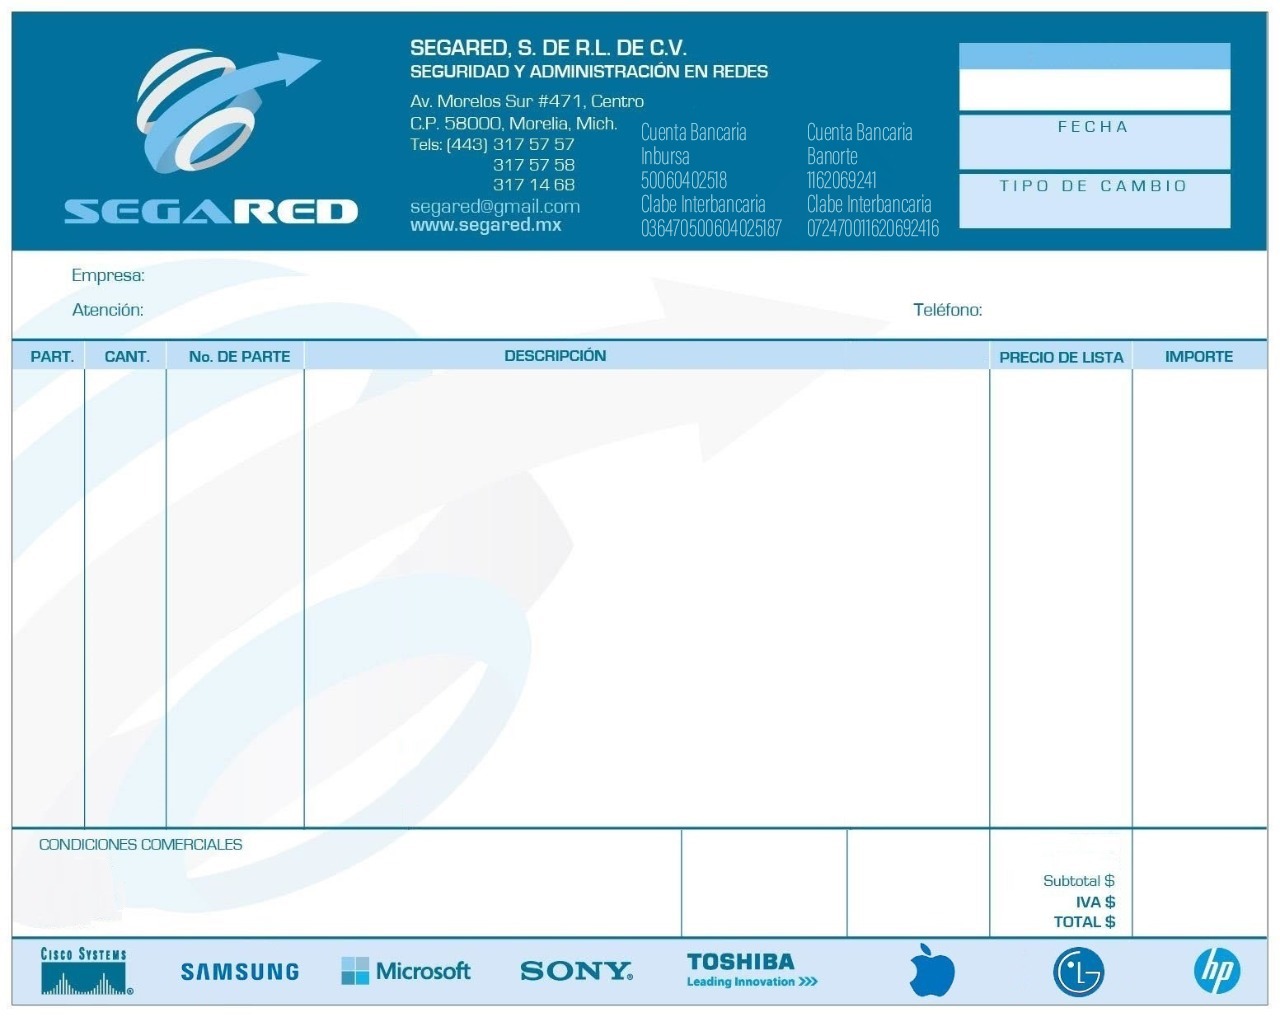 SEGARED
SEGARED, S. DE R.L. DE C.V.
SEGURIDAD Y ADMINISTRACIÓN EN REDES
Av. Morelos Sur #471, Centro
C.P. 58000, Morelia, Mich.
Tels: (443) 317 57 57
317 57 58
317 14 68
segared@gmail.com
www.segared.mx
Cuenta Bancaria
Inbursa
50060402518
Clabe Interbancaria
036470500604025187
Cuenta Bancaria
Banorte
1162069241
Clabe Interbancaria
072470011620692416
FECHA
TIPO DE CAMBIO
Empresa:
Atención:
Teléfono:
PART. CANT. No. DE PARTE DESCRIPCIÓN PRECIO DE LISTA IMPORTE
CONDICIONES COMERCIALES
Subtotal $
IVA $
TOTAL $
CISCO SYSTEMS
SAMSUNG
Microsoft
SONY
TOSHIBA
Leading Innovation >>>
LG
hp